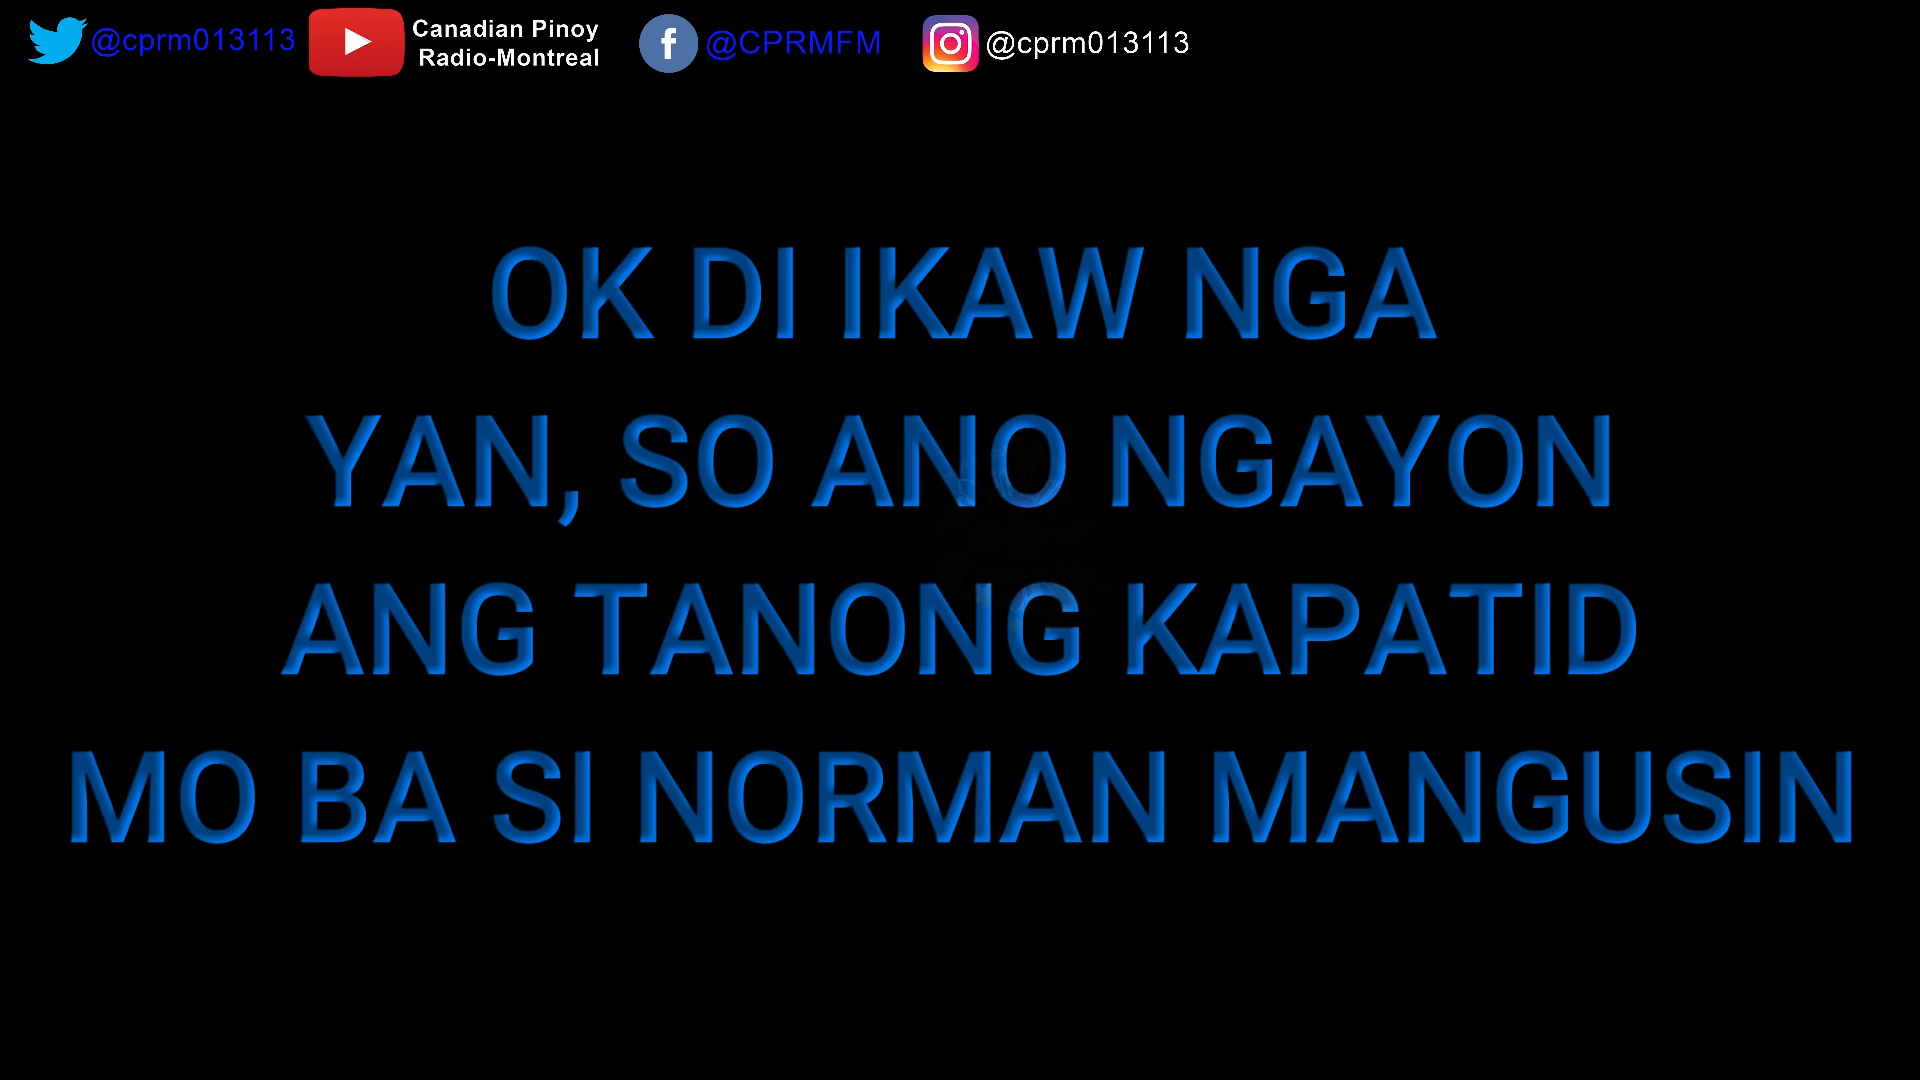 @cprm013113
Canadian Pinoy
Radio-Montreal
@CPRMFM
@cprm013113
OK DI IKAW NGA
YAN, SO ANO NGAYON
ANG TANONG KAPATID
MO BA SI NORMAN MANGUSIN